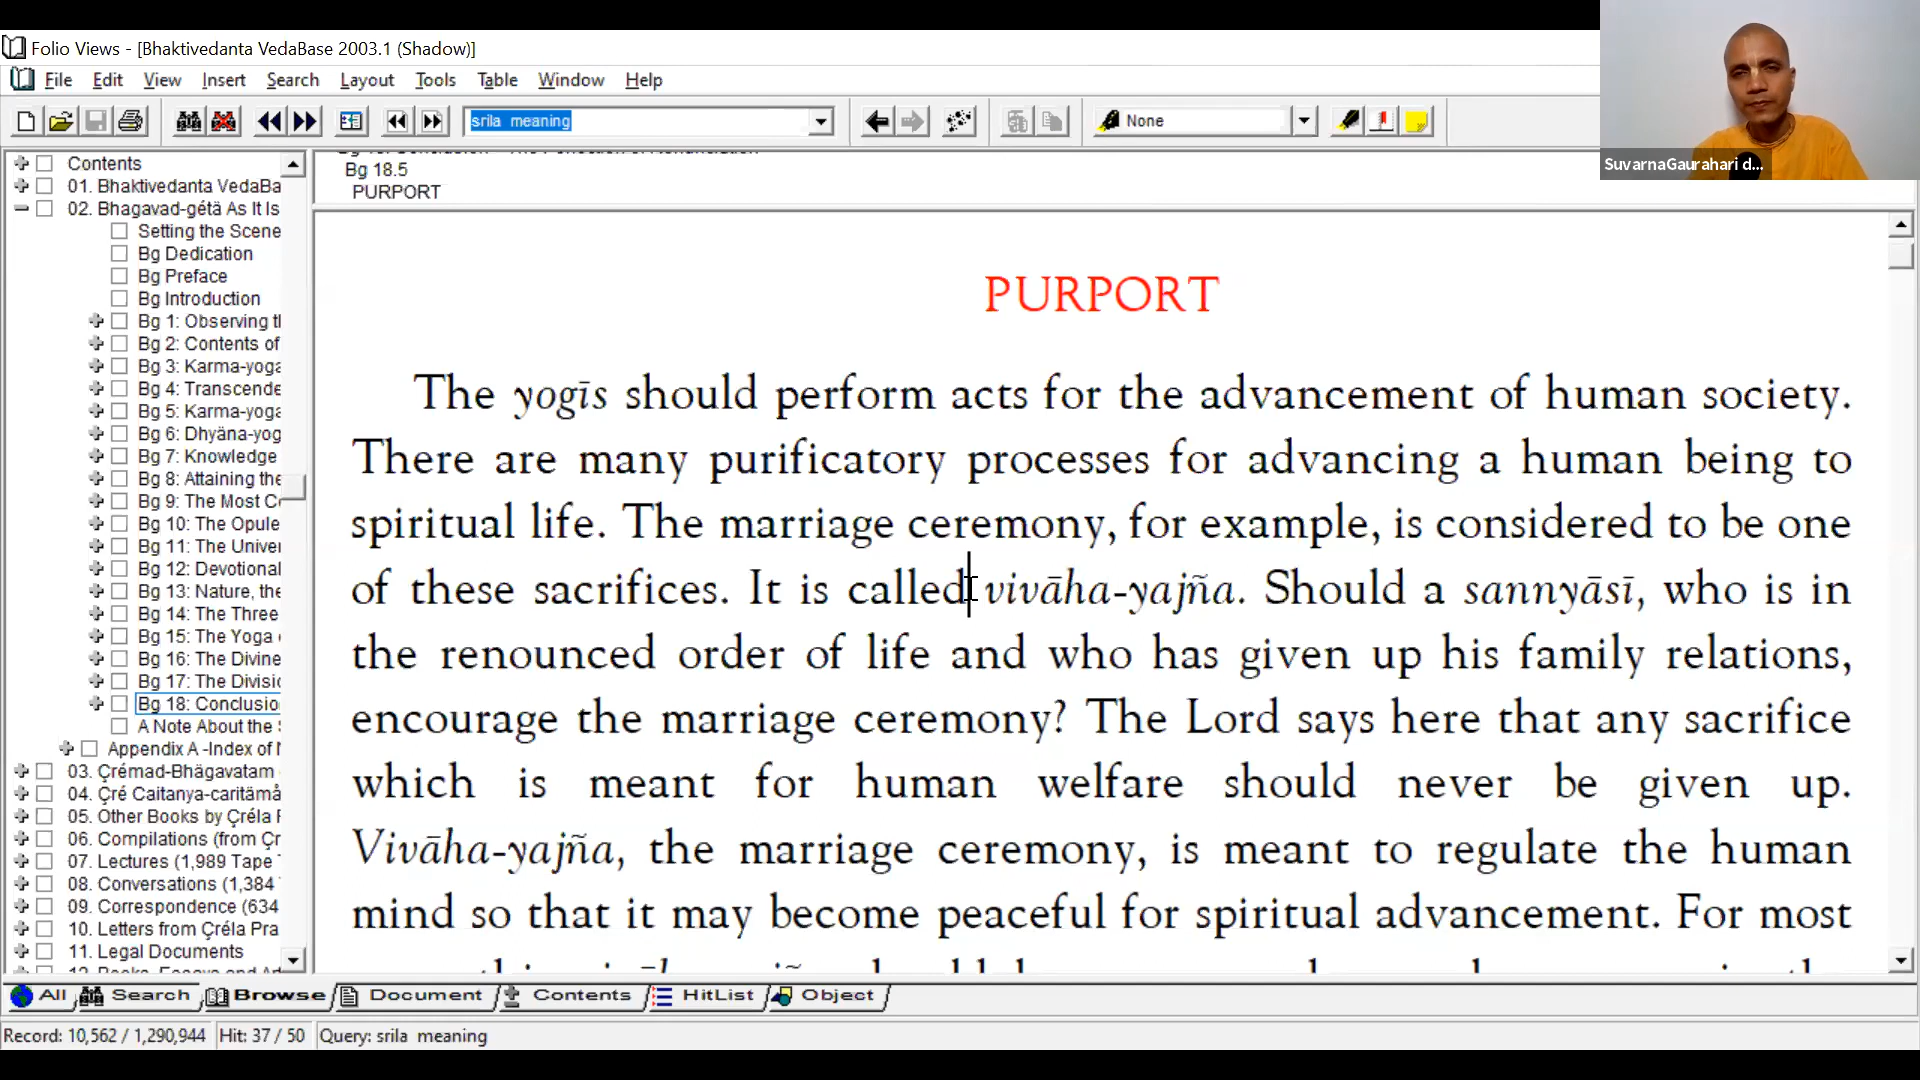 Folio Views - [Bhaktivedanta VedaBase 2003.1 (Shadow)]
File Edit View Insert Search Layout Tools Table Window Help
srila meaning
None
SuvarnaGaurahari d...
Contents
01. Bhaktivedanta VedaBa
02. Bhagavad-gétä As It Is
Setting the Scene
Bg Dedication
Bg Preface
Bg Introduction
Bg 1: Observing t
Bg 2: Contents of
Bg 3: Karma-yoga
Bg 4: Transcende
Bg 5: Karma-yoga
Bg 6: Dhyäna-yog
Bg 7: Knowledge
Bg 8: Attaining the
Bg 9: The Most C
Bg 10: The Opule
Bg 11: The Univer
Bg 12: Devotional
Bg 13: Nature, the
Bg 14: The Three
Bg 15: The Yoga
Bg 16: The Divine
Bg 17: The Divisio
Bg 18: Conclusio
A Note About the
Appendix A -Index of
03. Çrémad-Bhägavatam
04. Çré Caitanya-caritämå
05. Other Books by Çréla
06. Compilations (from Çr
07. Lectures (1,989 Tape
08. Conversations (1,384
09. Correspondence (634
10. Letters from Çréla Pra
11. Legal Documents
Bg 18.5
PURPORT
PURPORT
The yogīs should perform acts for the advancement of human society.
There are many purificatory processes for advancing a human being to
spiritual life. The marriage ceremony, for example, is considered to be one
of these sacrifices. It is called vivāha-yajña. Should a sannyāsī, who is in
the renounced order of life and who has given up his family relations,
encourage the marriage ceremony? The Lord says here that any sacrifice
which is meant for human welfare should never be given up.
Vivāha-yajña, the marriage ceremony, is meant to regulate the human
mind so that it may become peaceful for spiritual advancement. For most
All Search Browse Document Contents HitList Object
Record: 10,562 / 1,290,944 Hit: 37 / 50 Query: srila meaning